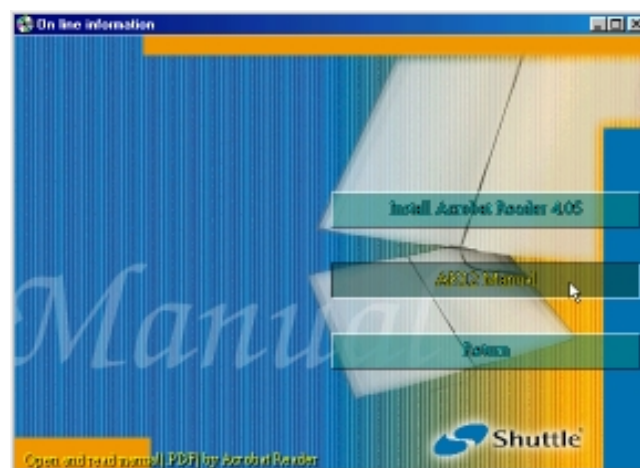 On line information
Install Acrobat Reader 4.05
Manual
Return
Manual
Shuttle
Open and read manual(.PDF) by Acrobat Reader